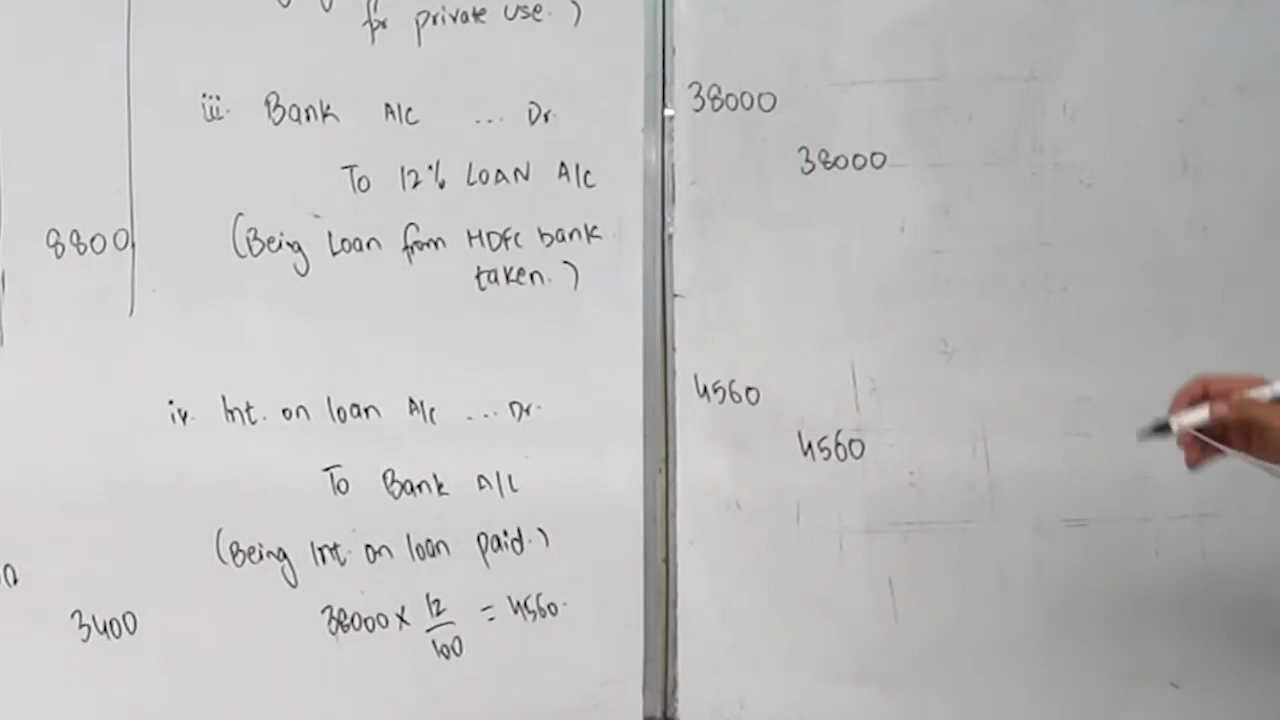 for private use.)
iii. Bank A/c ... Dr. 38000
To 12% LOAN A/c 38000
8800 (Being Loan from HDFC bank
taken.)
iv. Int. on loan A/c ... Dr. 4560
To Bank A/c 4560
(Being Int. on loan paid.)
3400 38000 × 12/100 = 4560.